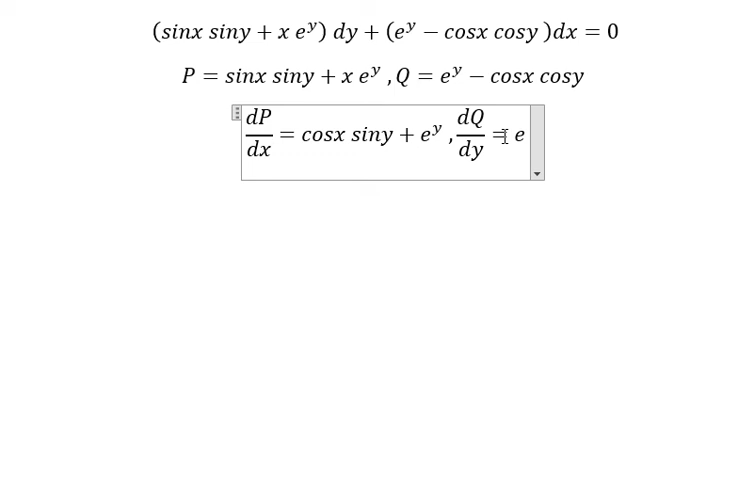 (sinx siny + x e^y) dy + (e^y − cosx cosy )dx = 0
P = sinx siny + x e^y , Q = e^y − cosx cosy
dP/dx = cosx siny + e^y , dQ/dy = e